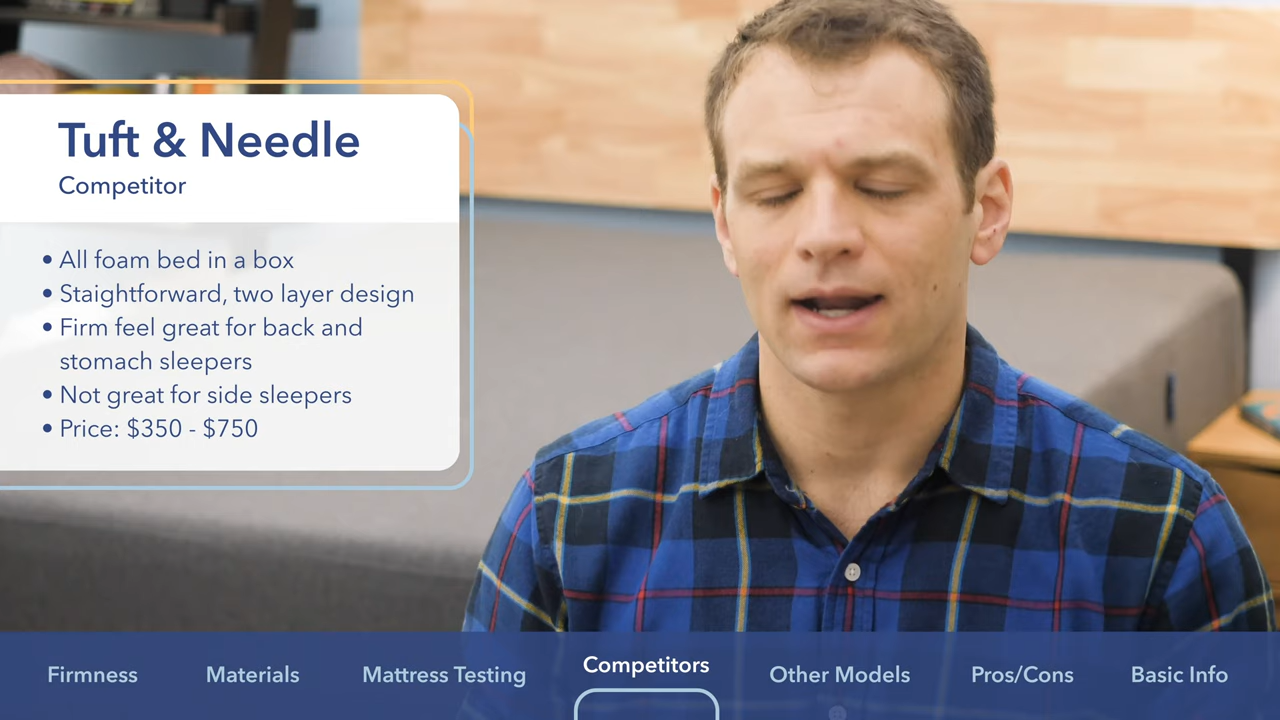 Tuft & Needle
Competitor
• All foam bed in a box
• Staightforward, two layer design
• Firm feel great for back and
stomach sleepers
• Not great for side sleepers
• Price: $350 - $750
Firmness Materials Mattress Testing Competitors Other Models Pros/Cons Basic Info